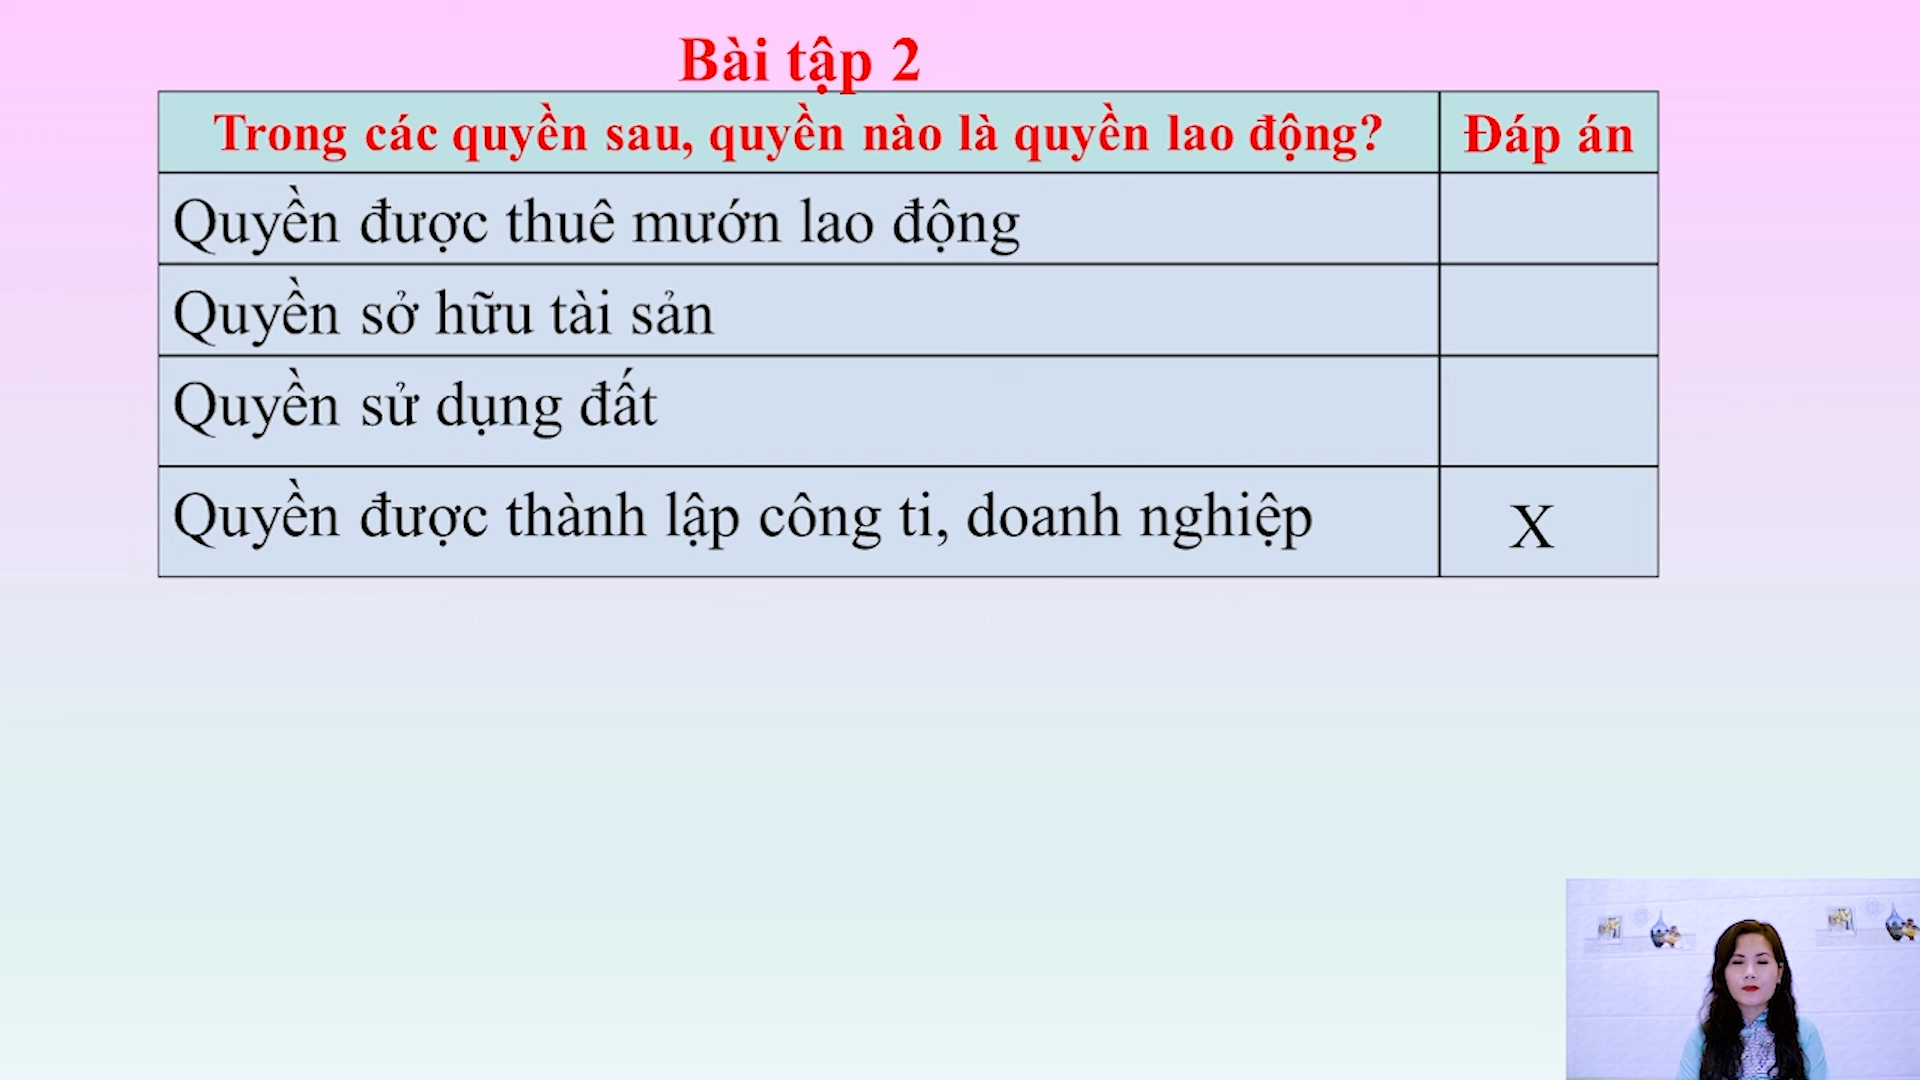 Bài tập 2
Trong các quyền sau, quyền nào là quyền lao động?
Đáp án
Quyền được thuê mướn lao động
Quyền sở hữu tài sản
Quyền sử dụng đất
Quyền được thành lập công ti, doanh nghiệp
X